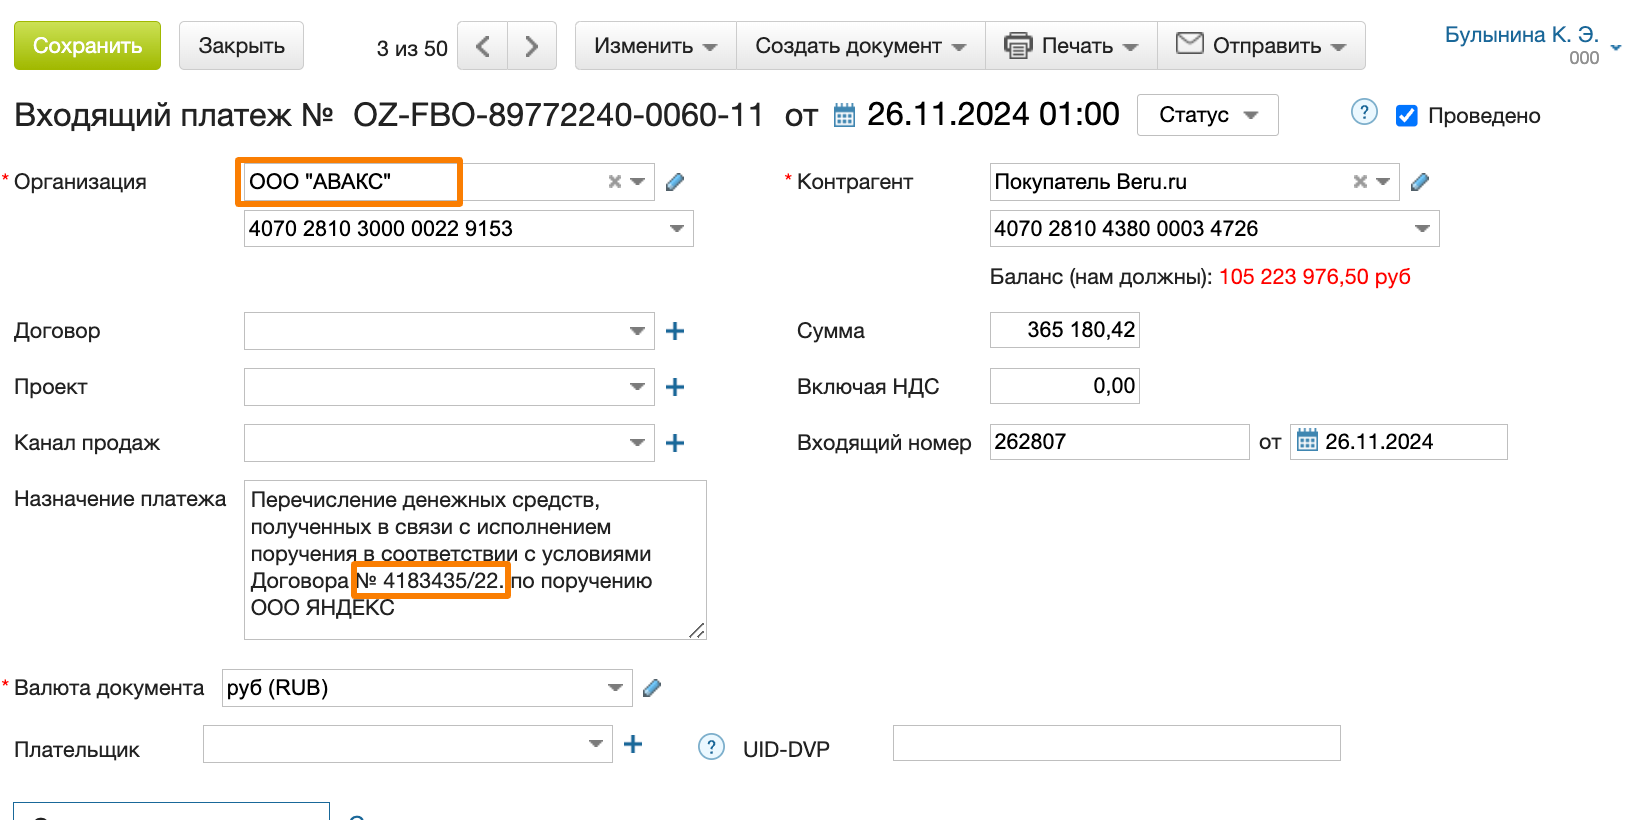 Сохранить Закрыть 3 из 50 Изменить Создать документ Печать Отправить Булынина К. Э.
000
Входящий платеж № OZ-FBO-89772240-0060-11 от 26.11.2024 01:00 Статус ? Проведено
* Организация ООО "АВАКС" * Контрагент Покупатель Beru.ru
4070 2810 3000 0022 9153 4070 2810 4380 0003 4726
Баланс (нам должны): 105 223 976,50 руб
Договор Сумма 365 180,42
Проект Включая НДС 0,00
Канал продаж Входящий номер 262807 от 26.11.2024
Назначение платежа Перечисление денежных средств,
полученных в связи с исполнением
поручения в соответствии с условиями
Договора № 4183435/22. по поручению
ООО ЯНДЕКС
* Валюта документа руб (RUB)
Плательщик ? UID-DVP